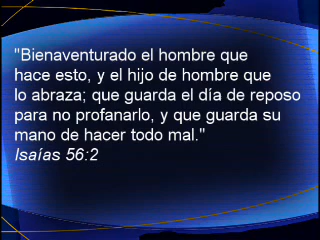 "Bienaventurado el hombre que
hace esto, y el hijo de hombre que
lo abraza; que guarda el día de reposo
para no profanarlo, y que guarda su
mano de hacer todo mal."
Isaías 56:2